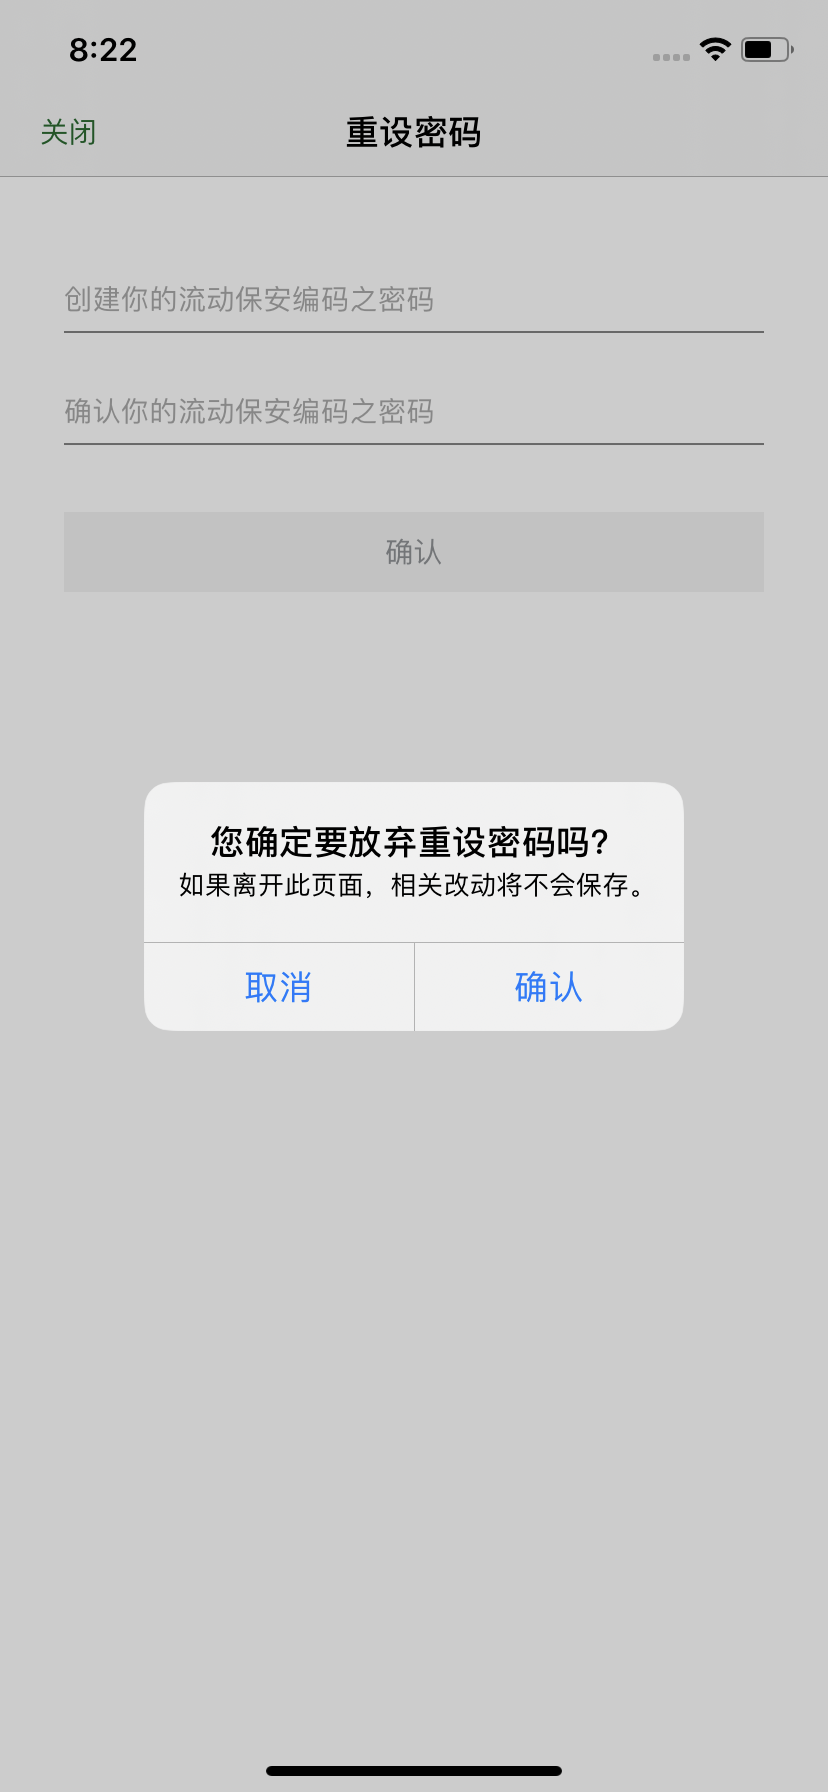 8:22
关闭
重设密码
创建你的流动保安编码之密码
确认你的流动保安编码之密码
确认
您确定要放弃重设密码吗?
如果离开此页面，相关改动将不会保存。
取消
确认